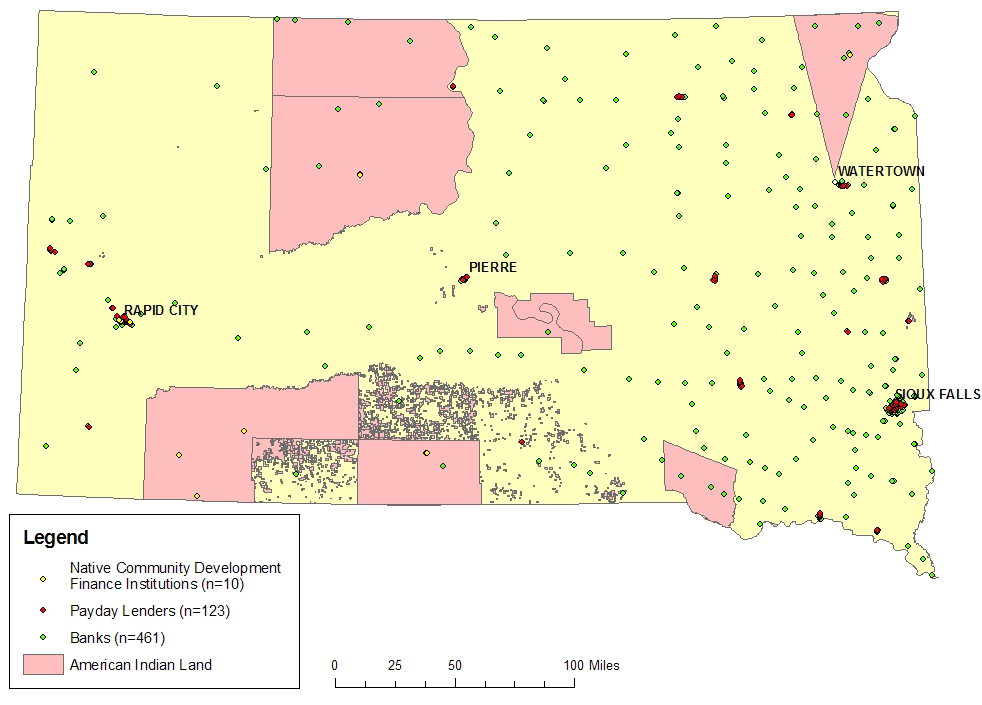 WATERTOWN
PIERRE
RAPID CITY
SIOUX FALLS
Legend
Native Community Development
Finance Institutions (n=10)
Payday Lenders (n=123)
Banks (n=461)
American Indian Land
0 25 50 100 Miles